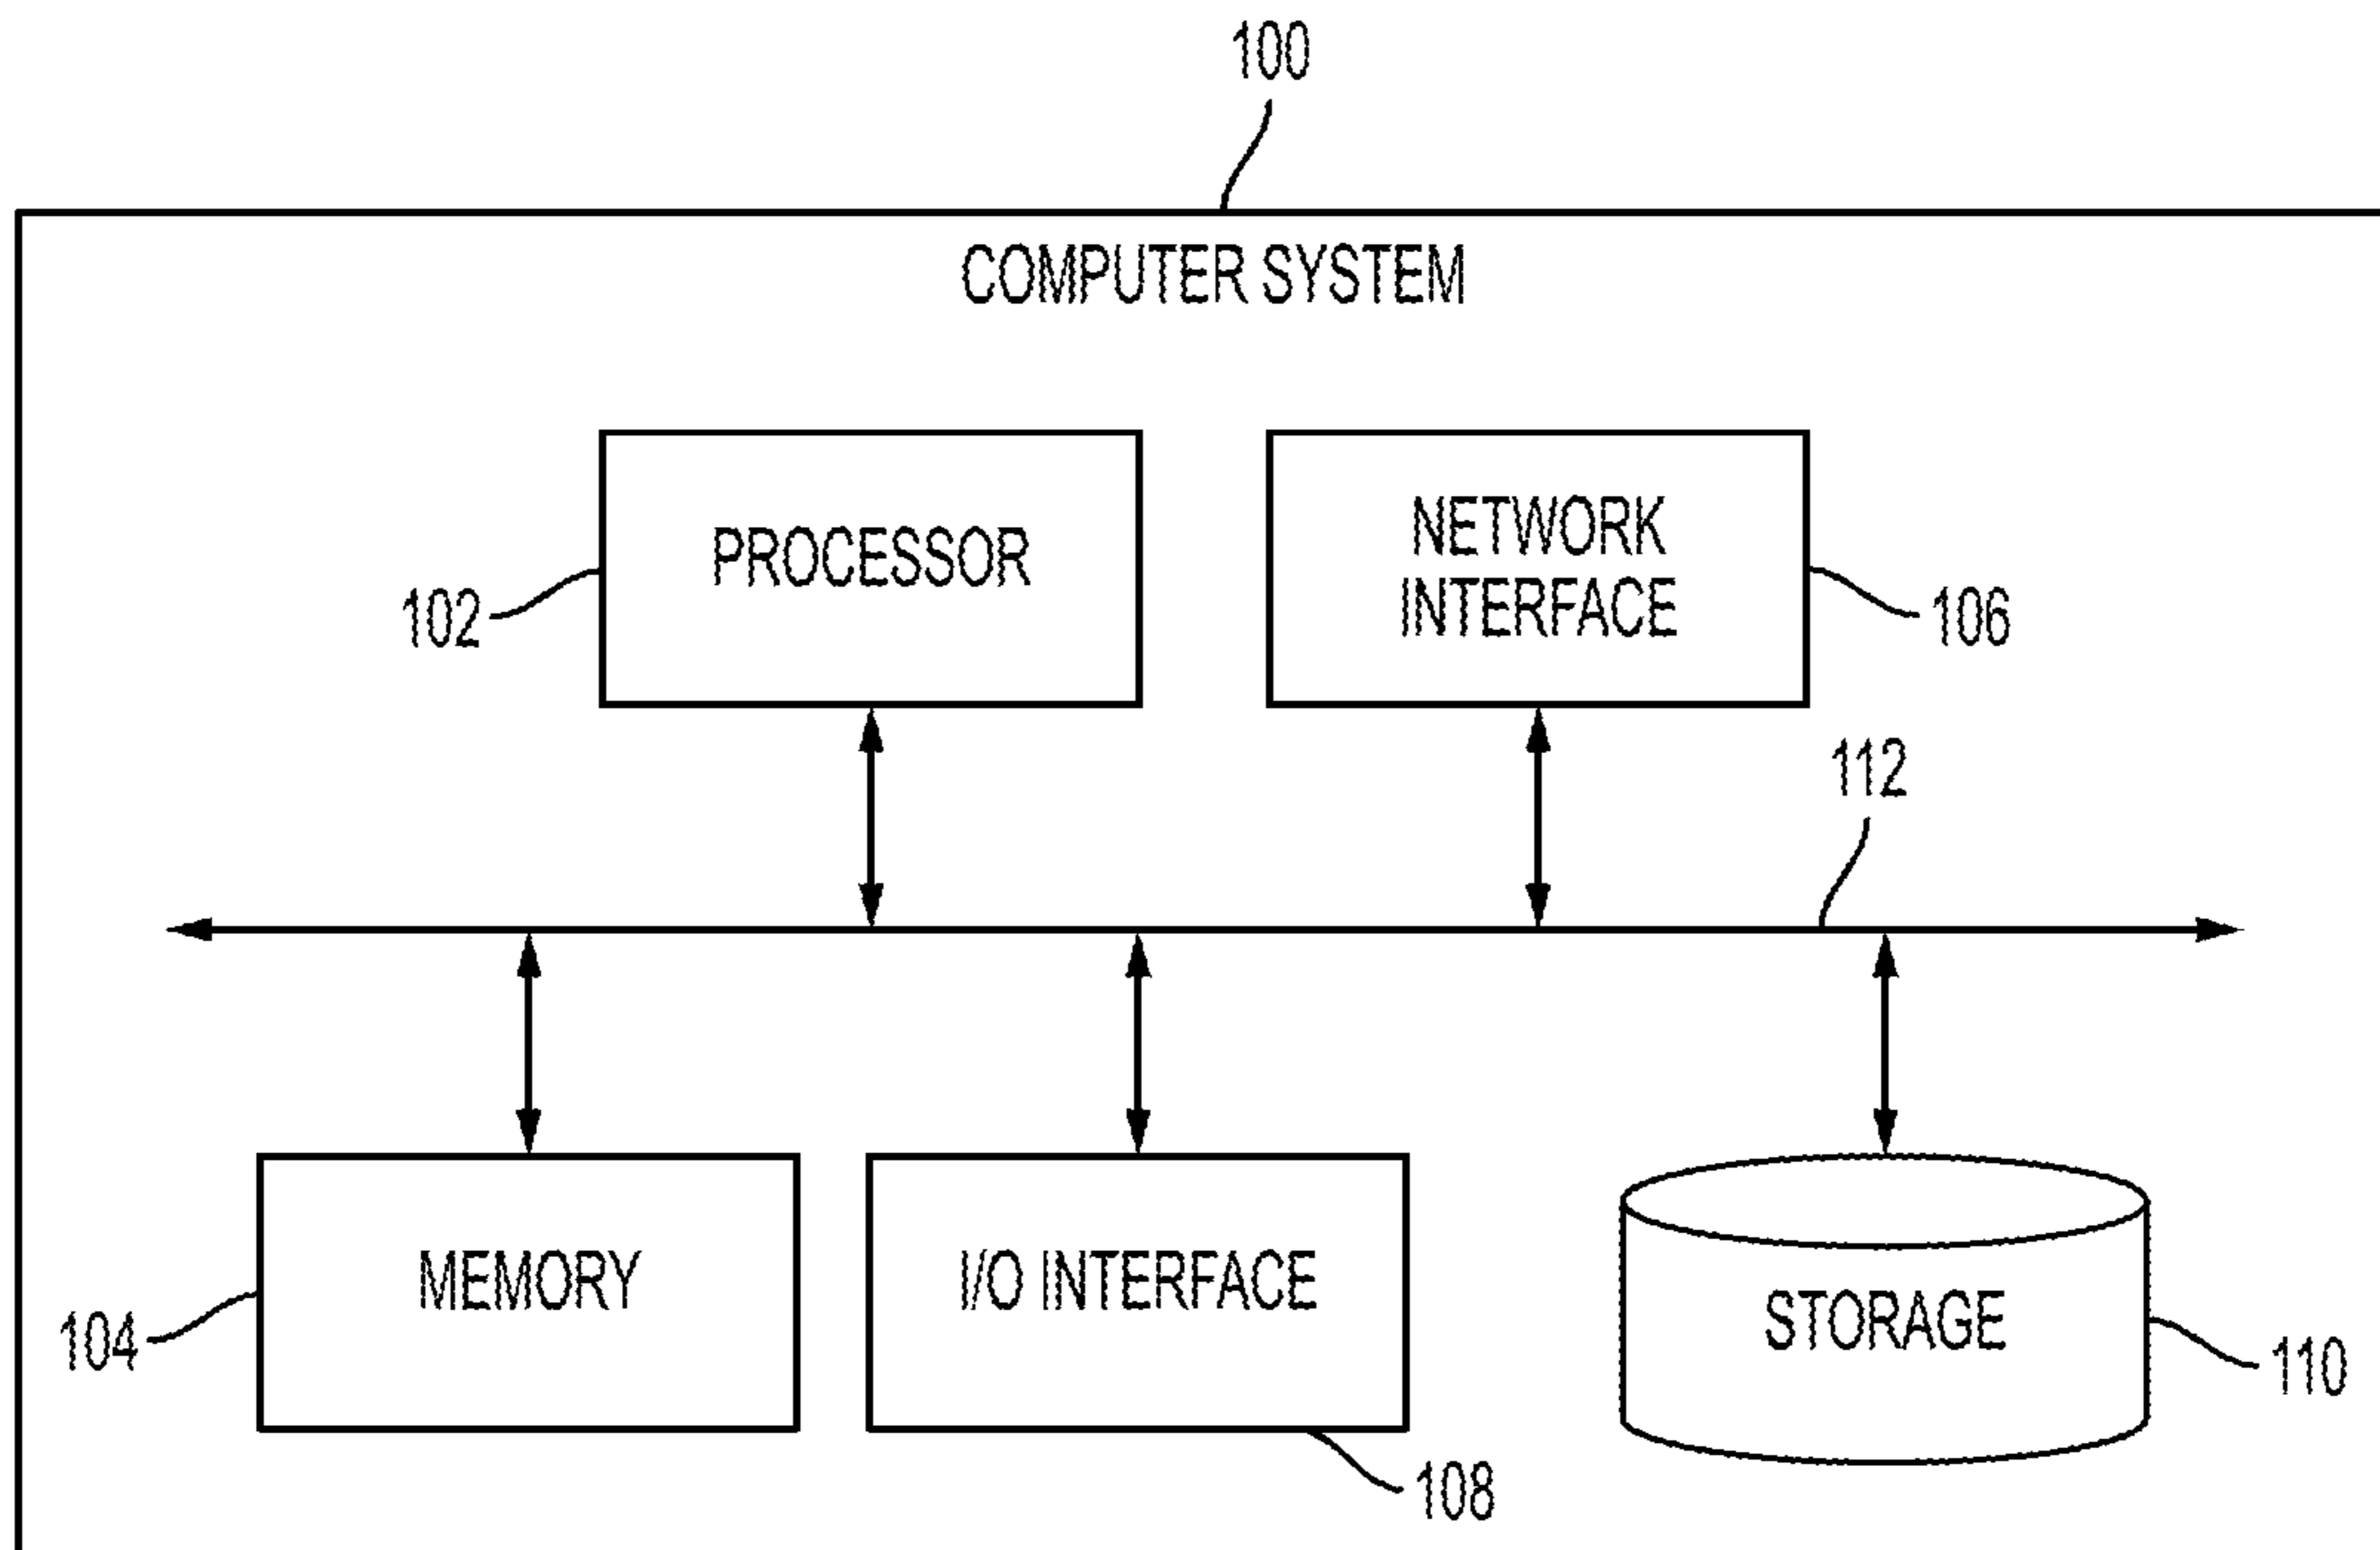 100
COMPUTER SYSTEM
PROCESSOR
NETWORK
INTERFACE
102
106
112
MEMORY
I/O INTERFACE
STORAGE
104
110
108